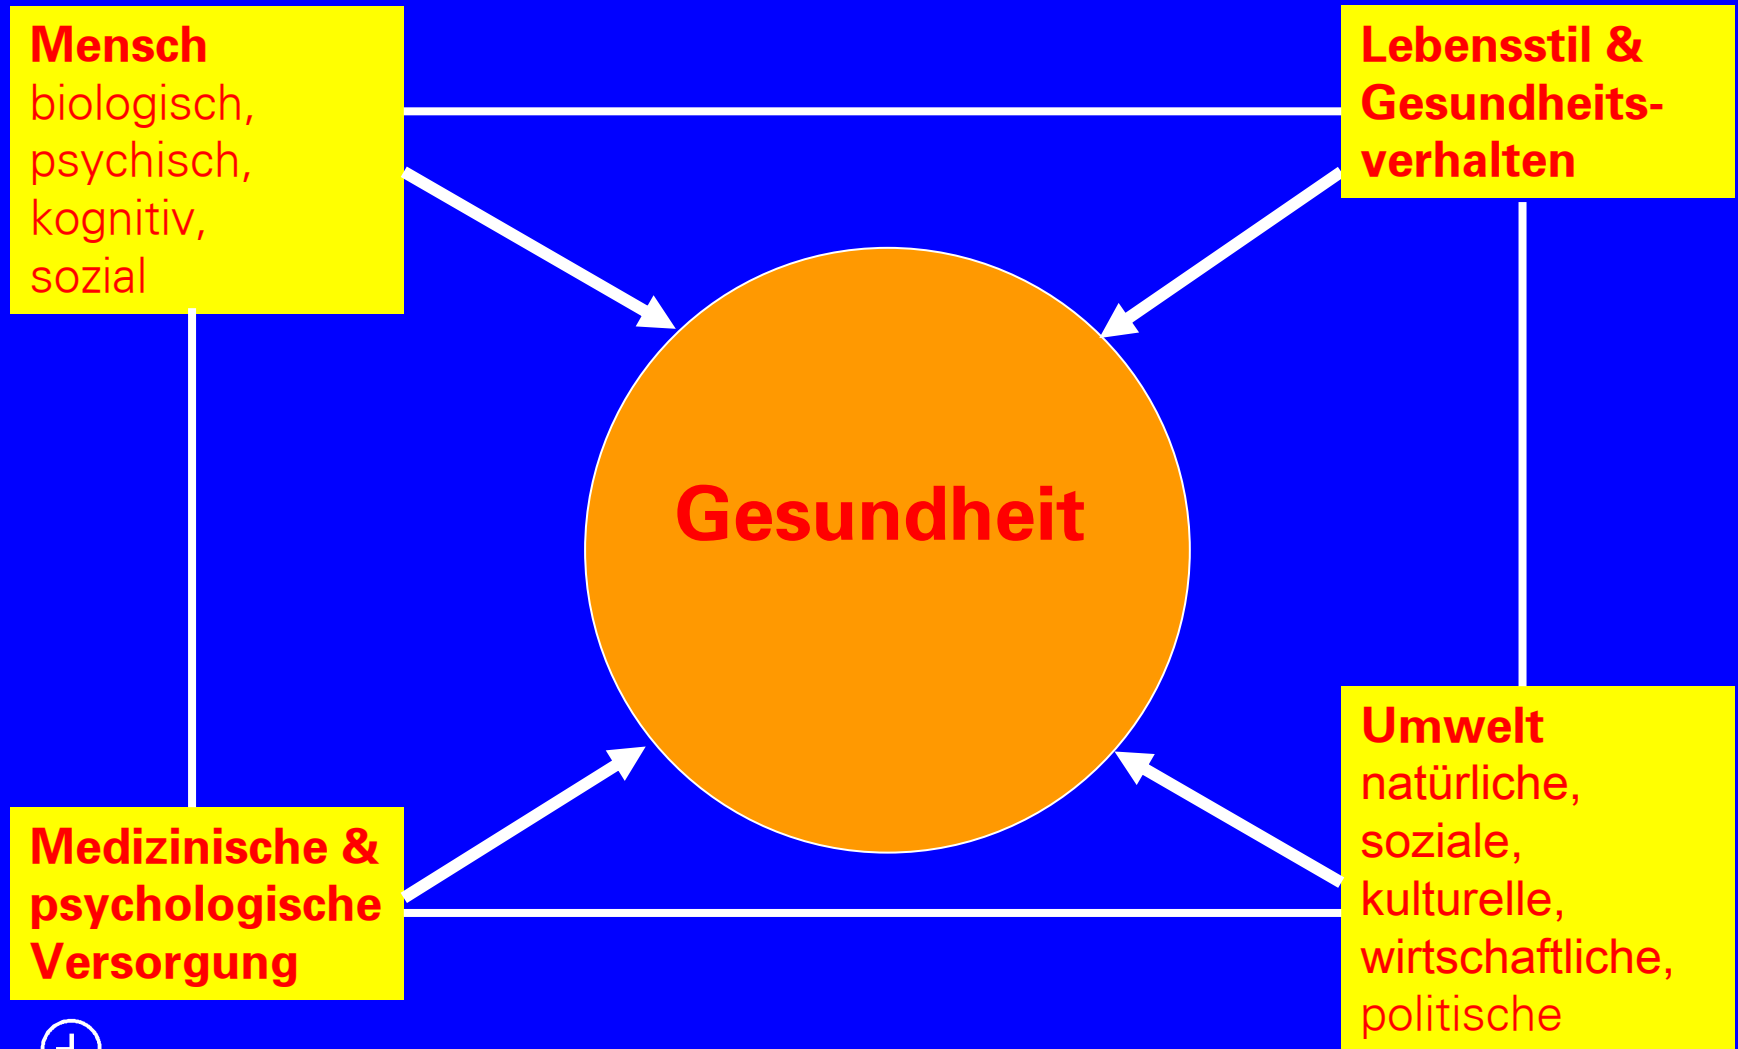 Mensch
biologisch,
psychisch,
kognitiv,
sozial
Lebensstil &
Gesundheits-
verhalten
Gesundheit
Medizinische &
psychologische
Versorgung
Umwelt
natürliche,
soziale,
kulturelle,
wirtschaftliche,
politische